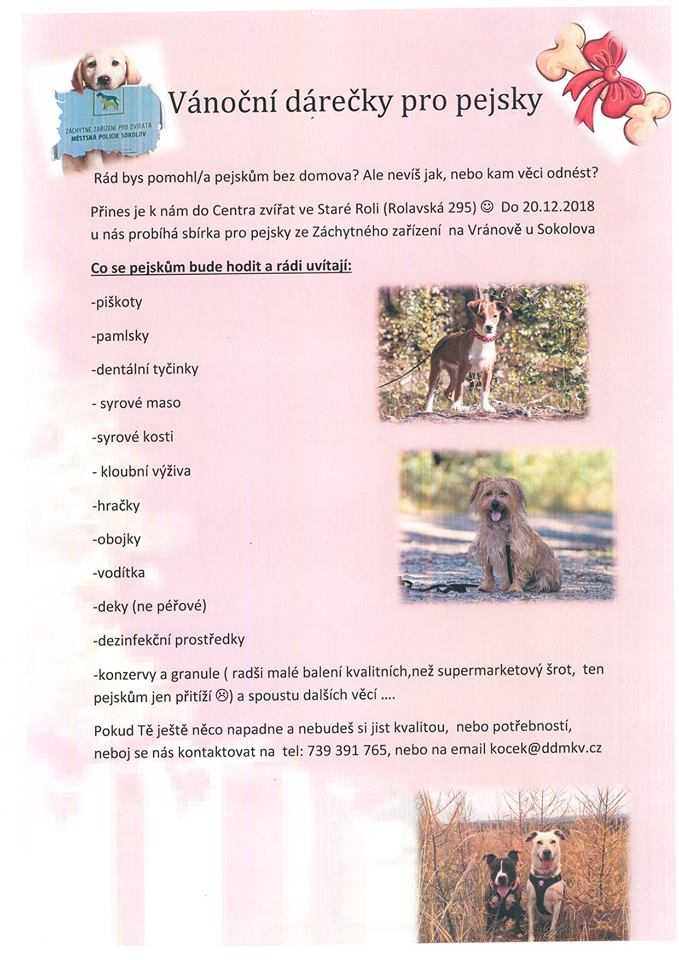 ZÁCHYTNÉ ZAŘÍZENÍ PRO ZVÍŘATA
MĚSTSKÁ POLICIE SOKOLOV
Vánoční dárečky pro pejsky
Rád bys pomohl/a pejskům bez domova? Ale nevíš jak, nebo kam věci odnést?
Přines je k nám do Centra zvířat ve Staré Roli (Rolavská 295) ☺ Do 20.12.2018
u nás probíhá sbírka pro pejsky ze Záchytného zařízení na Vránově u Sokolova
Co se pejskům bude hodit a rádi uvítají:
-piškoty
-pamlsky
-dentální tyčinky
- syrové maso
-syrové kosti
- kloubní výživa
-hračky
-obojky
-vodítka
-deky (ne péřové)
-dezinfekční prostředky
-konzervy a granule ( radši malé balení kvalitních,než supermarketový šrot, ten
pejskům jen přitíží ☹) a spoustu dalších věcí ....
Pokud Tě ještě něco napadne a nebudeš si jist kvalitou, nebo potřebností,
neboj se nás kontaktovat na tel: 739 391 765, nebo na email kocek@ddmkv.cz